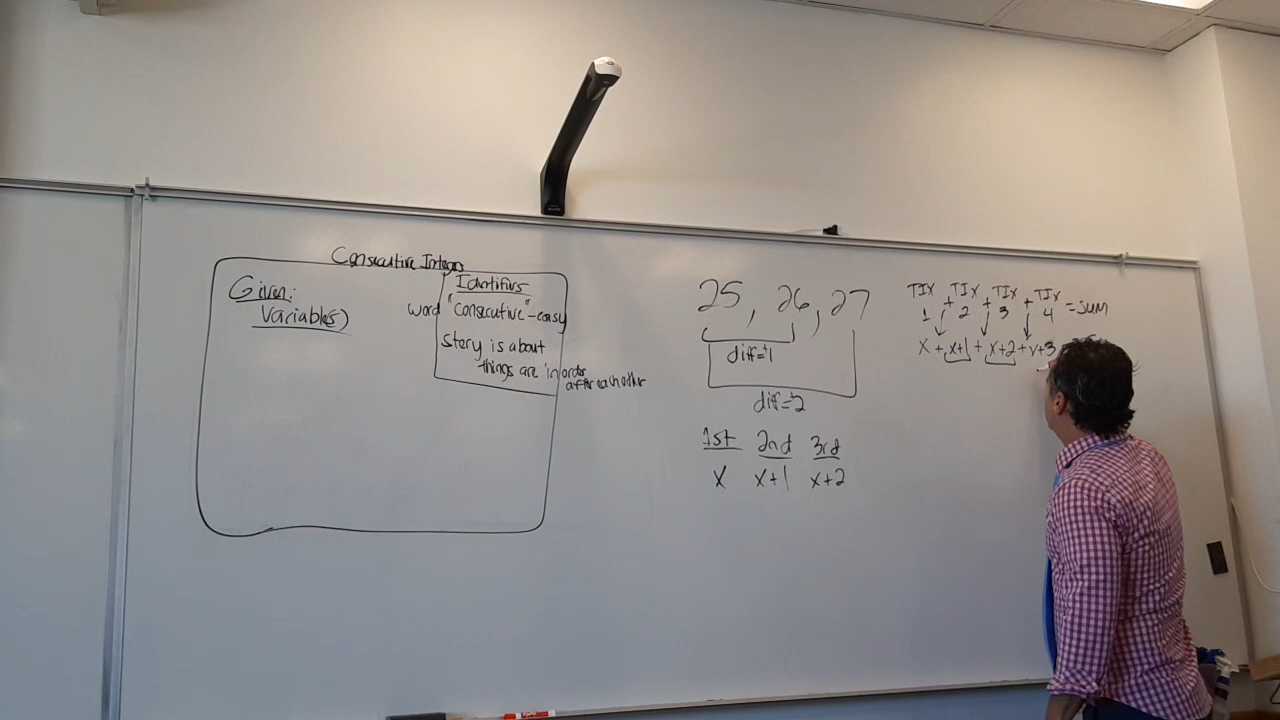 Consecutive Integrs
Given:
Variable(s)
Identifiers
word "consecutive" - easy
story is about
things are in order
after each other
25, 26, 27
diff=1
diff=2
1st 2nd 3rd
x x+1 x+2
TIX + TIX + TIX + TIX = SUM
1 2 3 4
x + x+1 + x+2 + x+3